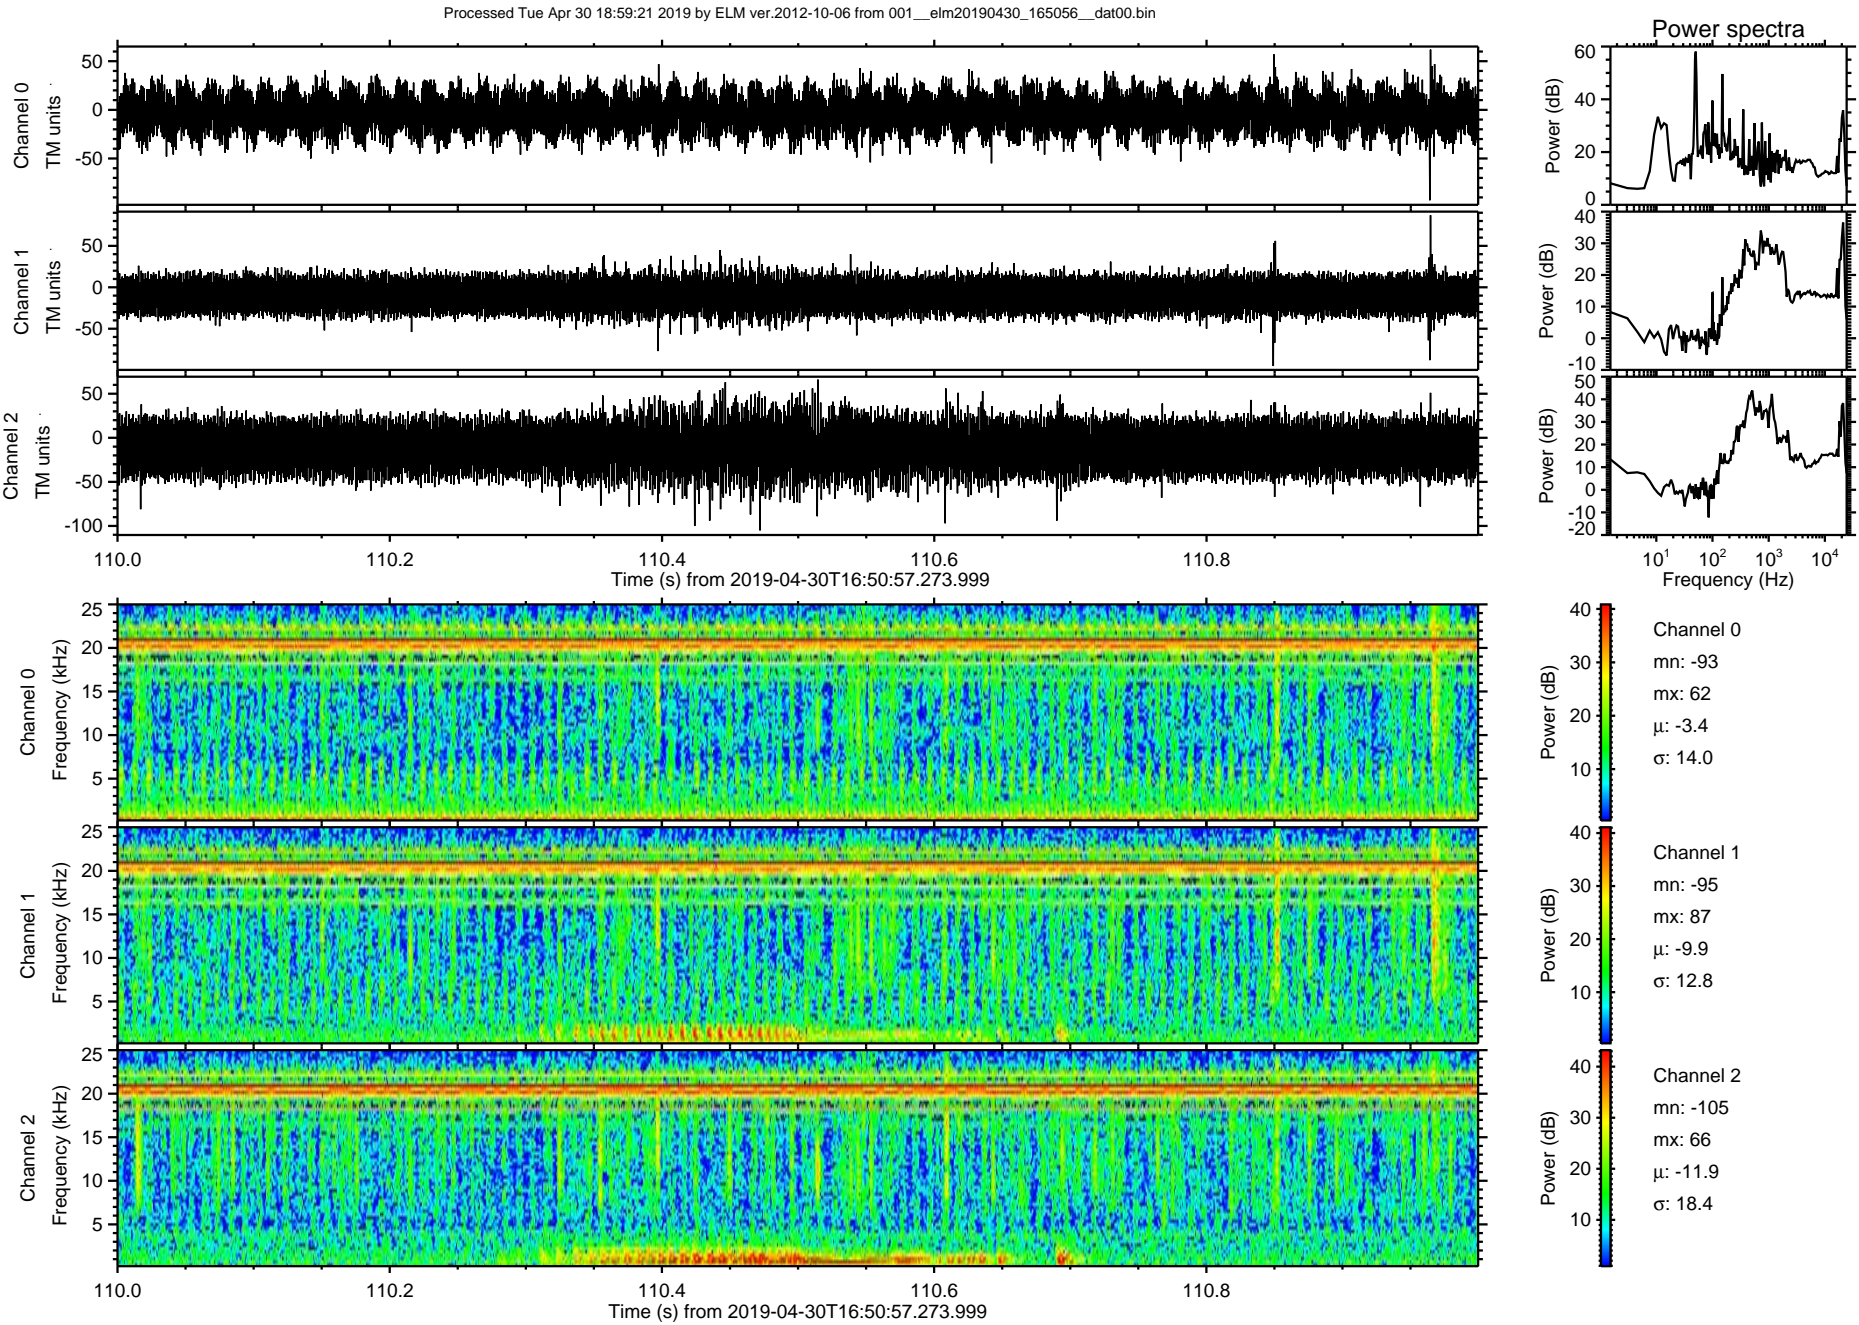 Processed Tue Apr 30 18:59:21 2019 by ELM ver.2012-10-06 from 001__elm20190430_165056__dat00.bin
Power spectra
Channel 0
TM units
50
0
-50
Power (dB)
60
40
20
0
Channel 1
TM units
50
0
-50
Power (dB)
40
30
20
10
0
-10
Channel 2
TM units
50
0
-50
-100
Power (dB)
50
40
30
20
10
0
-10
-20
110.0 110.2 110.4 110.6 110.8
Time (s) from 2019-04-30T16:50:57.273.999
10^1 10^2 10^3 10^4
Frequency (Hz)
Channel 0
Frequency (kHz)
25
20
15
10
5
Power (dB)
40
30
20
10
Channel 0
mn: -93
mx: 62
μ: -3.4
σ: 14.0
Channel 1
Frequency (kHz)
25
20
15
10
5
Power (dB)
40
30
20
10
Channel 1
mn: -95
mx: 87
μ: -9.9
σ: 12.8
Channel 2
Frequency (kHz)
25
20
15
10
5
Power (dB)
40
30
20
10
Channel 2
mn: -105
mx: 66
μ: -11.9
σ: 18.4
110.0 110.2 110.4 110.6 110.8
Time (s) from 2019-04-30T16:50:57.273.999